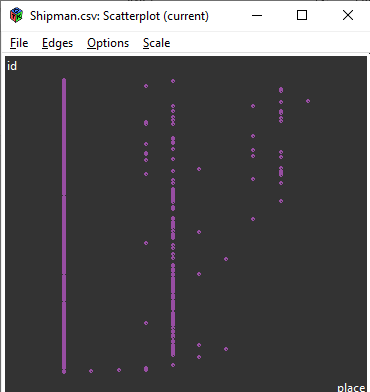 Shipman.csv: Scatterplot (current)
File Edges Options Scale
id
place